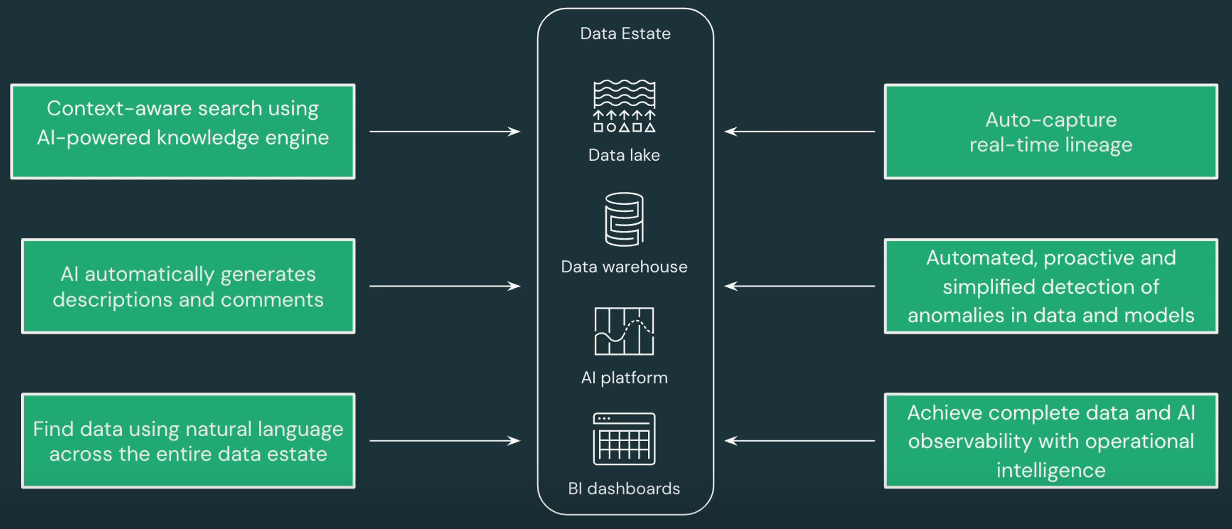 Data Estate
Context-aware search using
AI-powered knowledge engine
Data lake
Auto-capture
real-time lineage
AI automatically generates
descriptions and comments
Data warehouse
Automated, proactive and
simplified detection of
anomalies in data and models
AI platform
Find data using natural language
across the entire data estate
BI dashboards
Achieve complete data and AI
observability with operational
intelligence